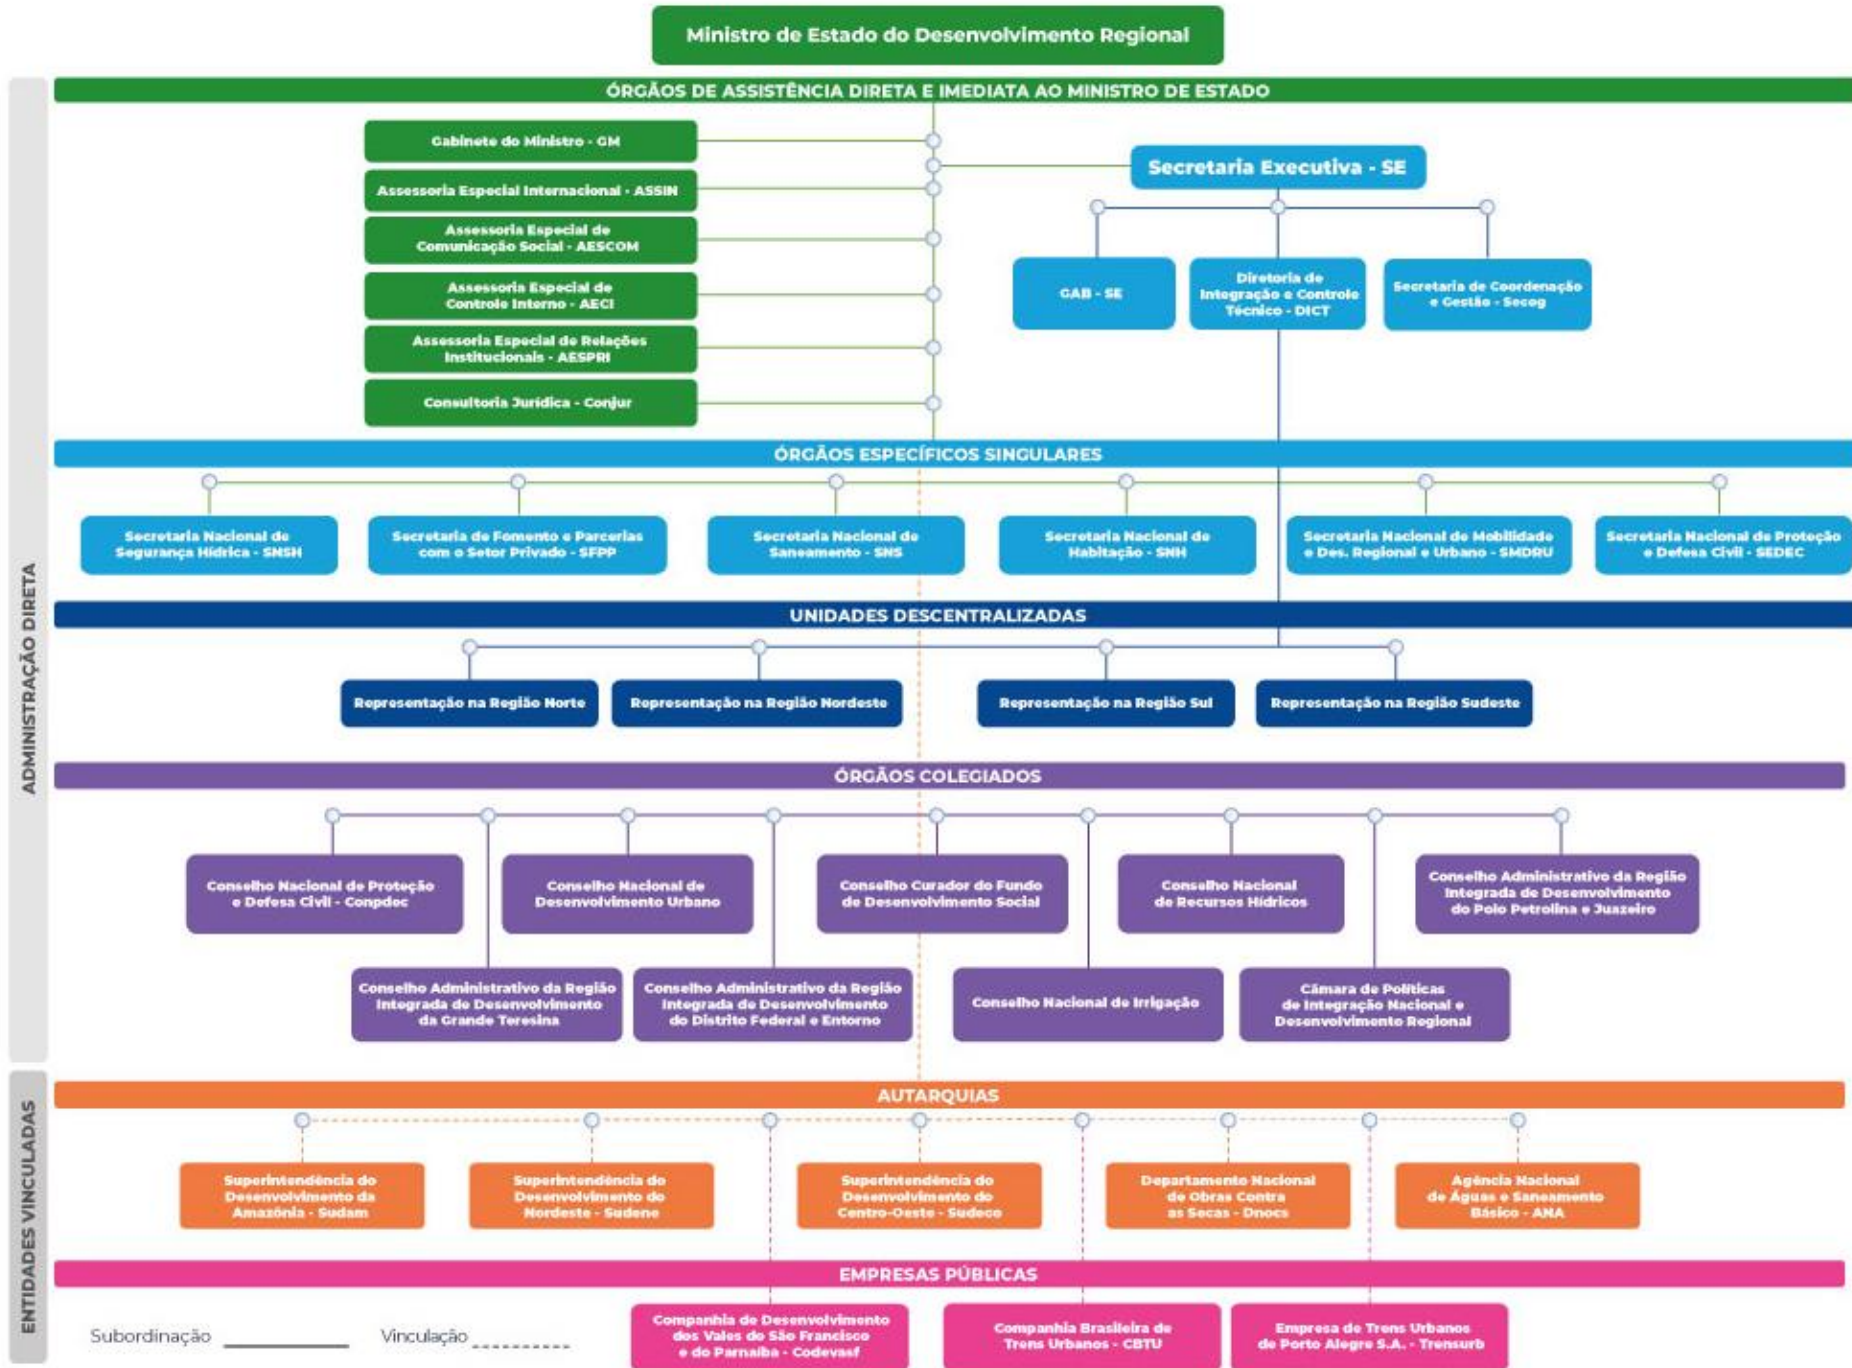 Ministro de Estado do Desenvolvimento Regional
ÓRGÃOS DE ASSISTÊNCIA DIRETA E IMEDIATA AO MINISTRO DE ESTADO
Gabinete do Ministro - GM
Assessoria Especial Internacional - ASSIN
Assessoria Especial de
Comunicação Social - AESCOM
Assessoria Especial de
Controle Interno - AECI
Assessoria Especial de Relações
Institucionais - AESPRI
Consultoria Jurídica - Conjur
Secretaria Executiva - SE
GAB - SE
Diretoria de
Integração e Controle
Técnico - DICT
Secretaria de Coordenação
e Gestão - Secog
ADMINISTRAÇÃO DIRETA
ÓRGÃOS ESPECÍFICOS SINGULARES
Secretaria Nacional de
Segurança Hídrica - SNSH
Secretaria de Fomento e Parcerias
com o Setor Privado - SFPP
Secretaria Nacional de
Saneamento - SNS
Secretaria Nacional de
Habitação - SNH
Secretaria Nacional de Mobilidade
e Des. Regional e Urbano - SMDRU
Secretaria Nacional de Proteção
e Defesa Civil - SEDEC
UNIDADES DESCENTRALIZADAS
Representação na Região Norte
Representação na Região Nordeste
Representação na Região Sul
Representação na Região Sudeste
ÓRGÃOS COLEGIADOS
Conselho Nacional de Proteção
e Defesa Civil - Conpdec
Conselho Nacional de
Desenvolvimento Urbano
Conselho Curador do Fundo
de Desenvolvimento Social
Conselho Nacional
de Recursos Hídricos
Conselho Administrativo da Região
Integrada de Desenvolvimento
do Polo Petrolina e Juazeiro
Conselho Administrativo da Região
Integrada de Desenvolvimento
da Grande Teresina
Conselho Administrativo da Região
Integrada de Desenvolvimento
do Distrito Federal e Entorno
Conselho Nacional de Irrigação
Câmara de Políticas
de Integração Nacional e
Desenvolvimento Regional
ENTIDADES VINCULADAS
AUTARQUIAS
Superintendência do
Desenvolvimento da
Amazônia - Sudam
Superintendência do
Desenvolvimento do
Nordeste - Sudene
Superintendência do
Desenvolvimento do
Centro-Oeste - Sudeco
Departamento Nacional
de Obras Contra
as Secas - Dnocs
Agência Nacional
de Águas e Saneamento
Básico - ANA
EMPRESAS PÚBLICAS
Companhia de Desenvolvimento
dos Vales do São Francisco
e do Parnaíba - Codevasf
Companhia Brasileira de
Trens Urbanos - CBTU
Empresa de Trens Urbanos
de Porto Alegre S.A. - Trensurb
Subordinação
Vinculação